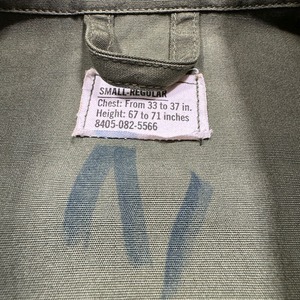 SMALL-REGULAR
Chest: From 33 to 37 in.
Height: 67 to 71 inches
8405-082-5566